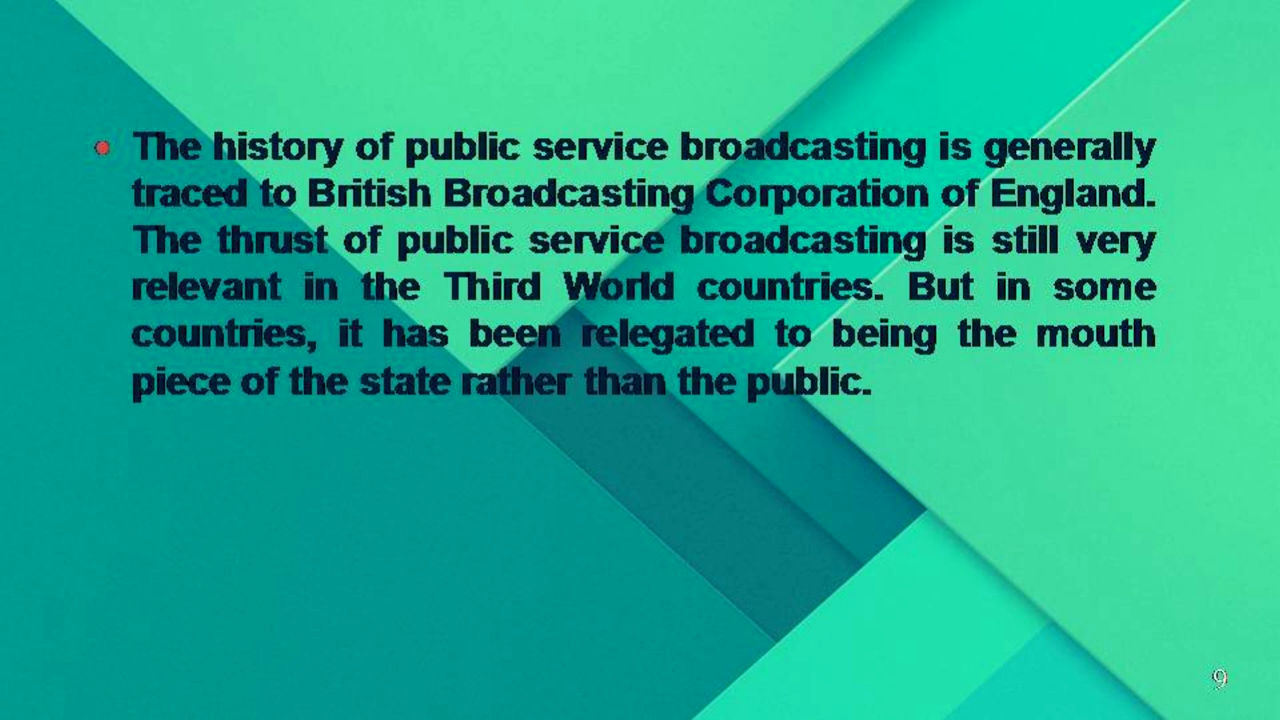 • The history of public service broadcasting is generally
traced to British Broadcasting Corporation of England.
The thrust of public service broadcasting is still very
relevant in the Third World countries. But in some
countries, it has been relegated to being the mouth
piece of the state rather than the public.
9